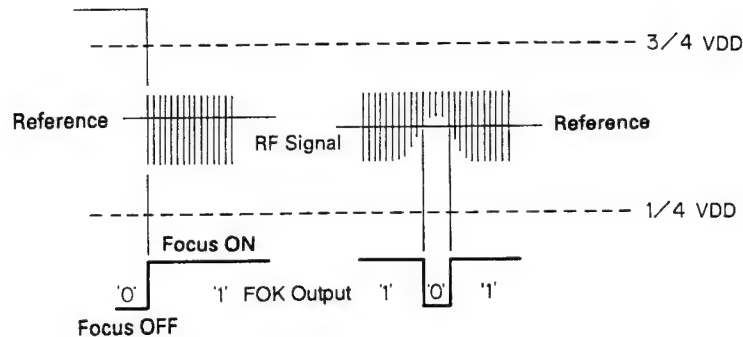 3/4 VDD
Reference
RF Signal
Reference
1/4 VDD
Focus ON
'0' '1' FOK Output '1' '0' '1'
Focus OFF